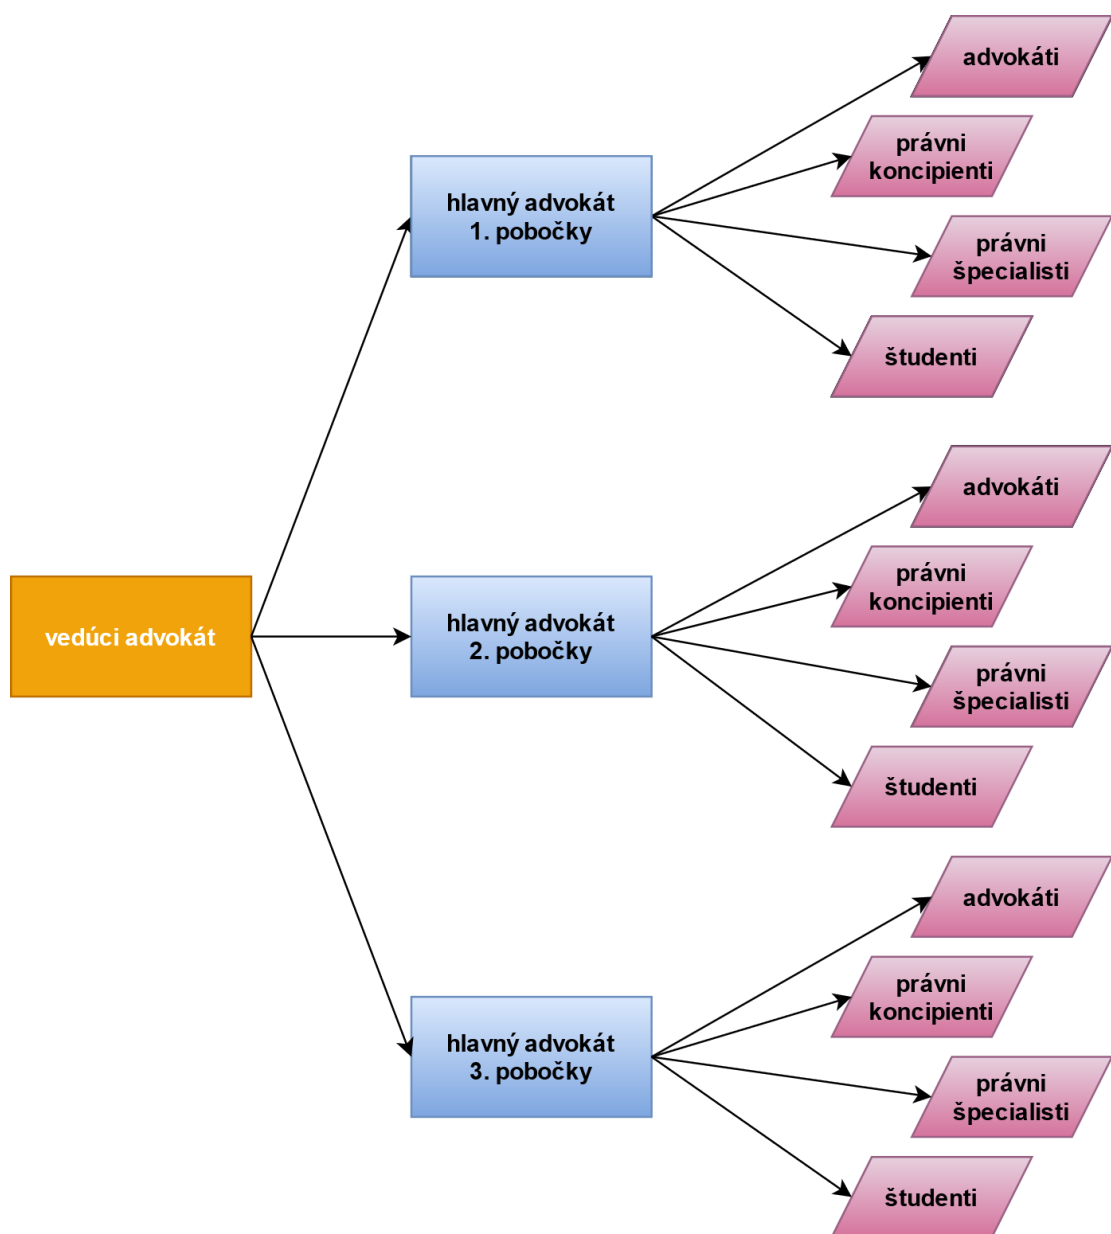 vedúci advokát
hlavný advokát
1. pobočky
advokáti
právni
koncipienti
právni
špecialisti
študenti
hlavný advokát
2. pobočky
advokáti
právni
koncipienti
právni
špecialisti
študenti
hlavný advokát
3. pobočky
advokáti
právni
koncipienti
právni
špecialisti
študenti